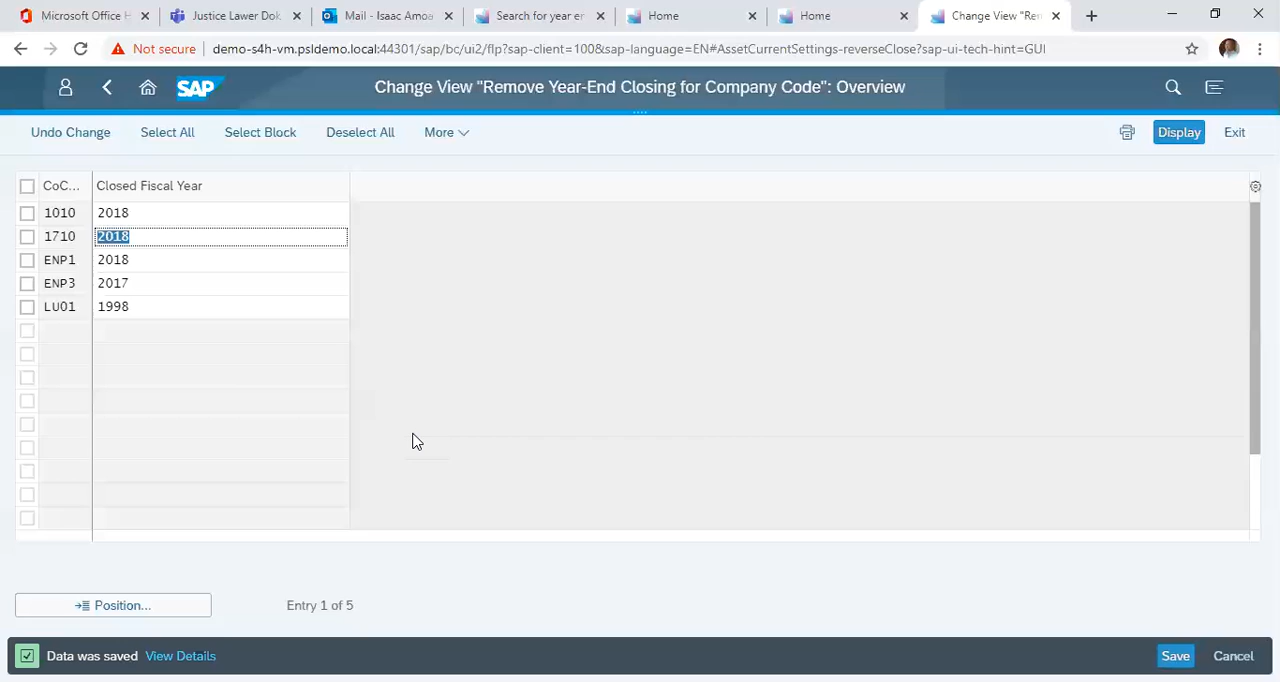 Microsoft Office H
Justice Lawer Dok
Mail - Isaac Amoa
Search for year en
Home
Home
Change View "Rem
Not secure
demo-s4h-vm.psldemo.local:44301/sap/bc/ui2/flp?sap-client=100&sap-language=EN#AssetCurrentSettings-reverseClose?sap-ui-tech-hint=GUI
SAP
Change View "Remove Year-End Closing for Company Code": Overview
Undo Change
Select All
Select Block
Deselect All
More
Display
Exit
CoC... Closed Fiscal Year
1010 2018
1710 2018
ENP1 2018
ENP3 2017
LU01 1998
Position...
Entry 1 of 5
Data was saved View Details
Save
Cancel